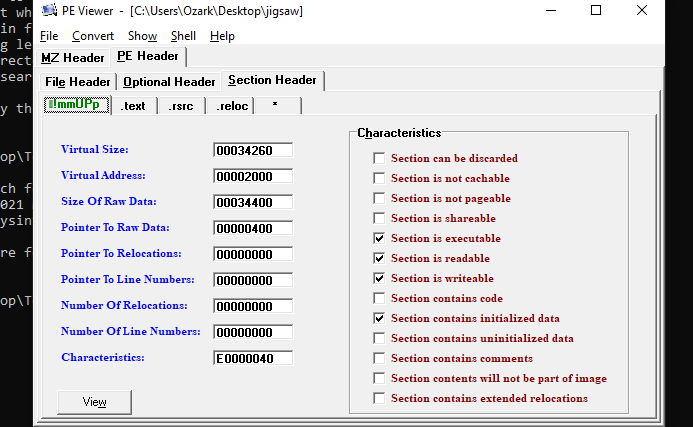 PE Viewer - [C:\Users\Ozark\Desktop\jigsaw]
File Convert Show Shell Help
MZ Header PE Header
File Header Optional Header Section Header
.text .rsrc .reloc *
Virtual Size: 00034260
Virtual Address: 00002000
Size Of Raw Data: 00034400
Pointer To Raw Data: 00000400
Pointer To Relocations: 00000000
Pointer To Line Numbers: 00000000
Number Of Relocations: 00000000
Number Of Line Numbers: 00000000
Characteristics: E0000040
View
Characteristics
Section can be discarded
Section is not cachable
Section is not pageable
Section is shareable
Section is executable
Section is readable
Section is writeable
Section contains code
Section contains initialized data
Section contains uninitialized data
Section contains comments
Section contents will not be part of image
Section contains extended relocations